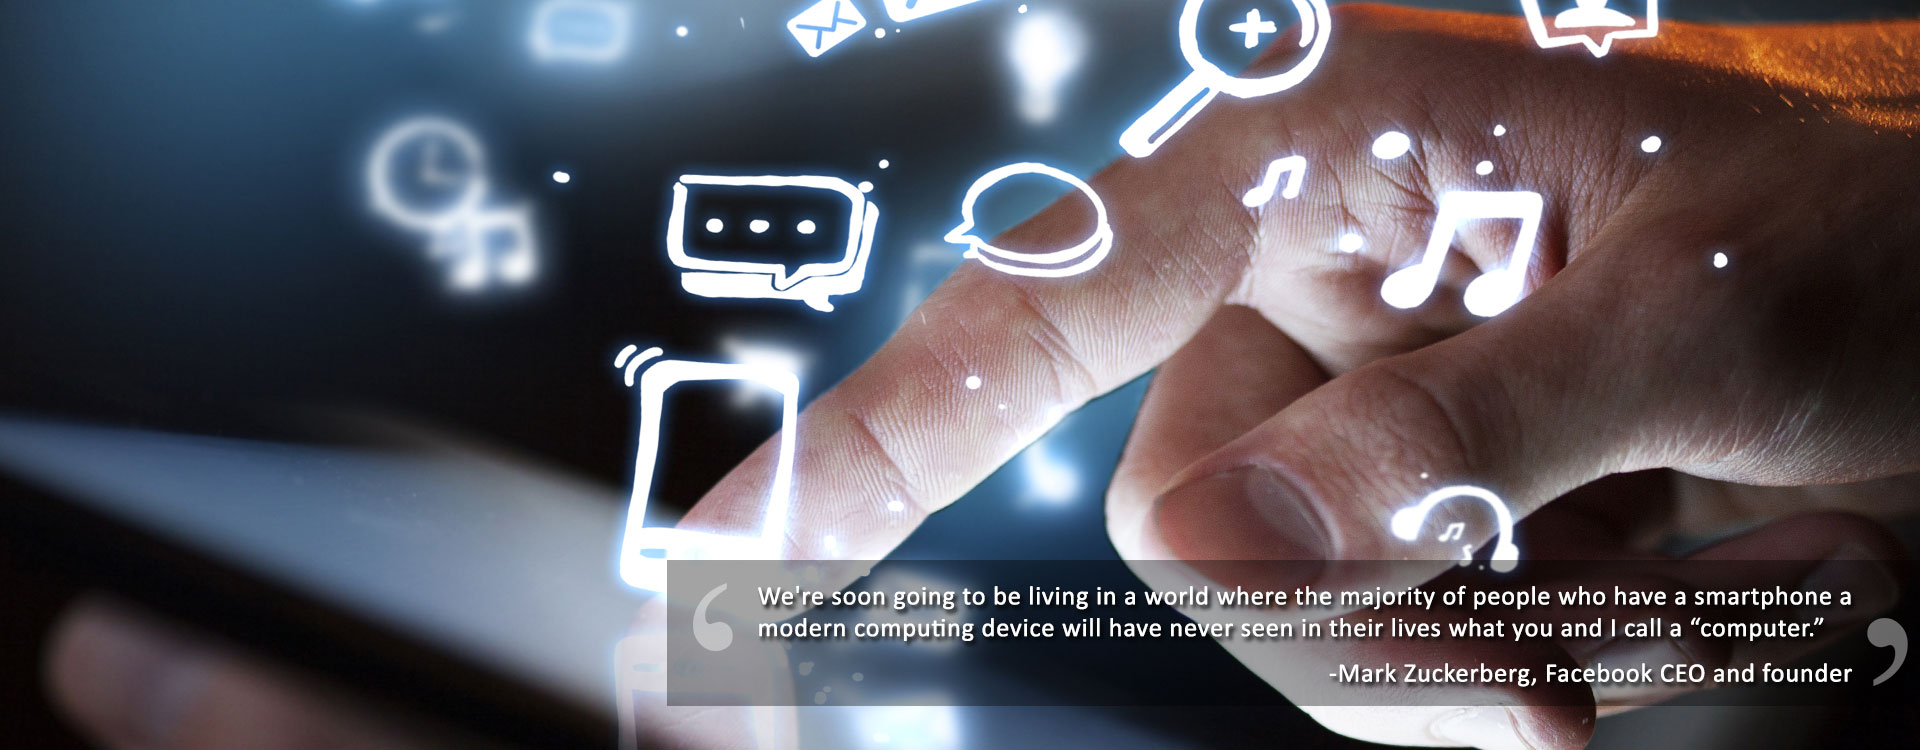 We're soon going to be living in a world where the majority of people who have a smartphone a
modern computing device will have never seen in their lives what you and I call a “computer.”
-Mark Zuckerberg, Facebook CEO and founder